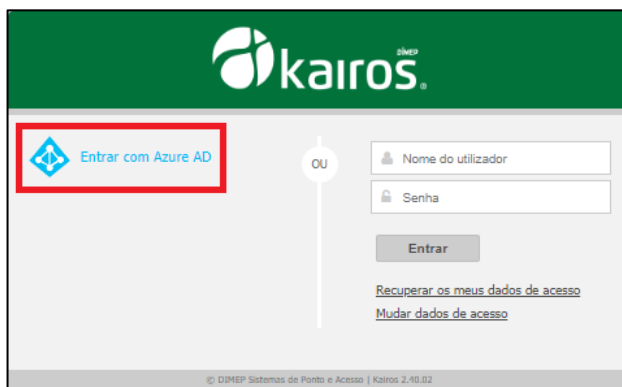 DIMEP
kairos®
Entrar com Azure AD
OU
Nome do utilizador
Senha
Entrar
Recuperar os meus dados de acesso
Mudar dados de acesso
© DIMEP Sistemas de Ponto e Acesso | Kairos 2.40.02